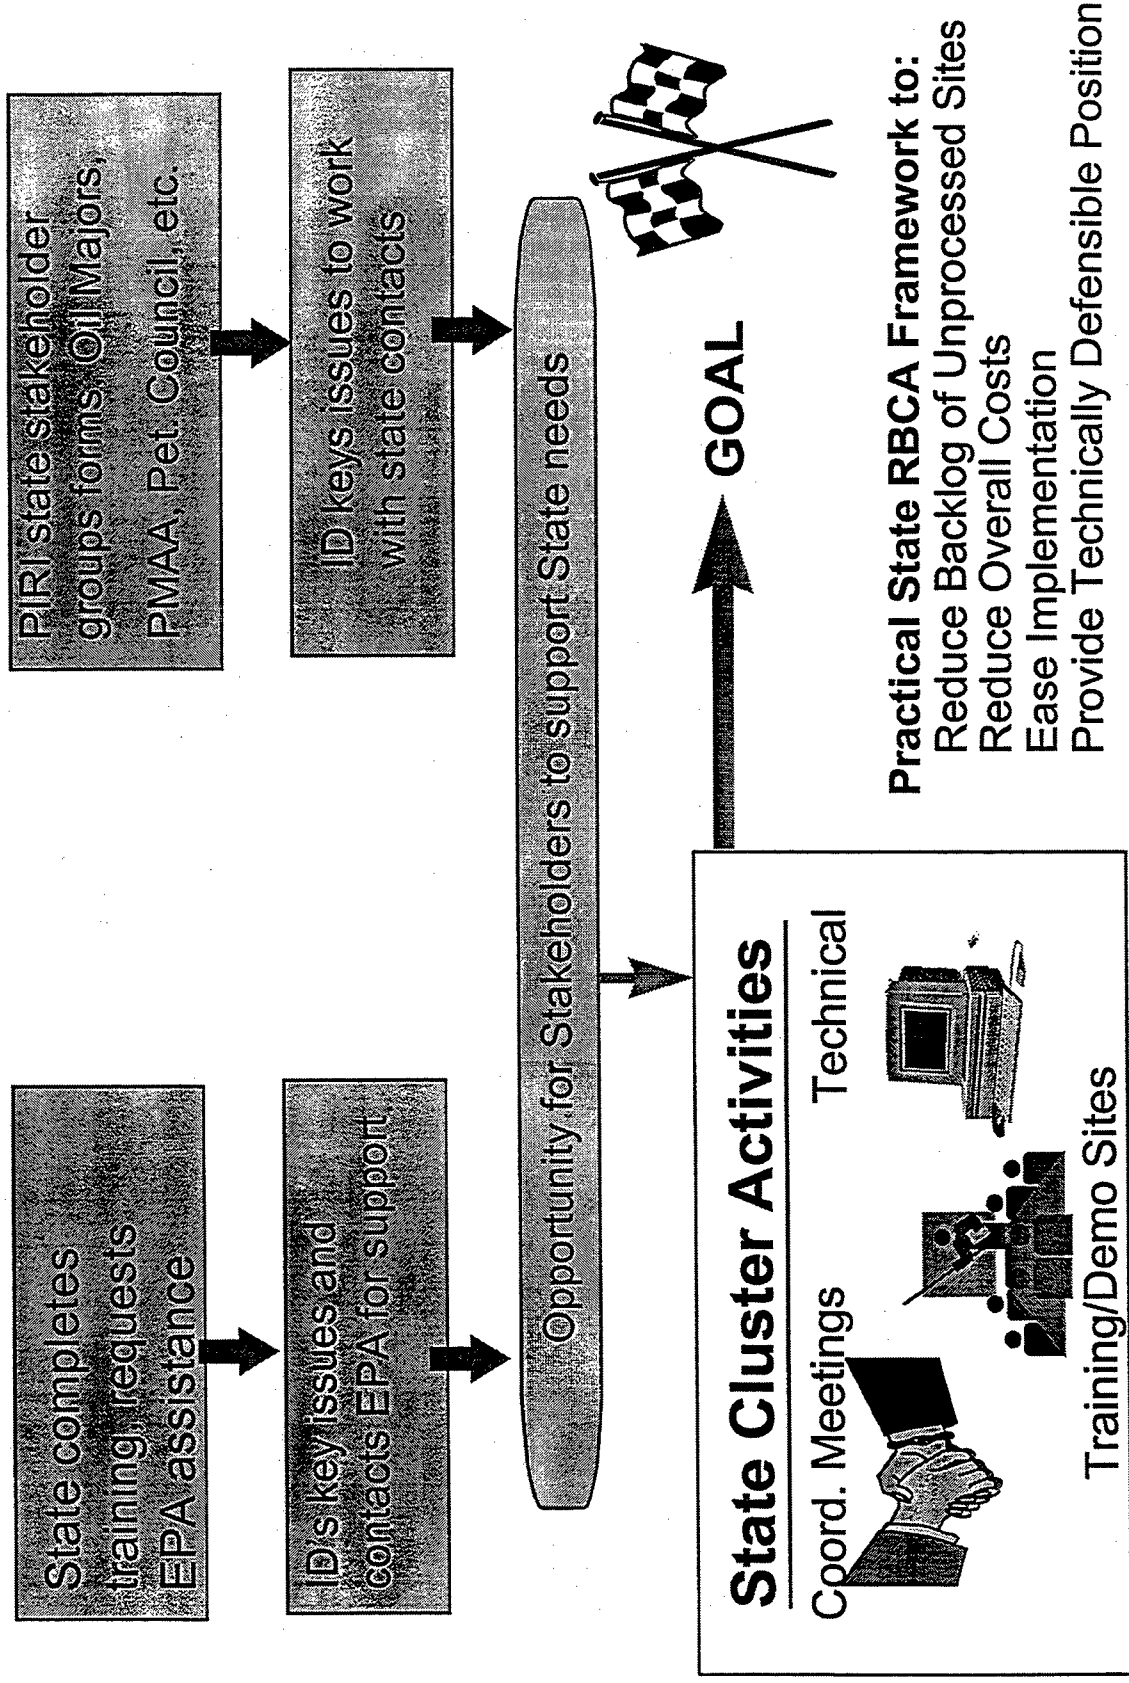 State completes
training, requests
EPA assistance
PIRI state stakeholder
groups forms: Oil Majors,
PMAA, Pet. Council, etc.
IDs key issues and
contacts EPA for support
ID keys issues to work
with state contacts
Opportunity for Stakeholders to support State needs
State Cluster Activities
Coord. Meetings
Technical
Training/Demo Sites
GOAL
Practical State RBCA Framework to:
Reduce Backlog of Unprocessed Sites
Reduce Overall Costs
Ease Implementation
Provide Technically Defensible Position